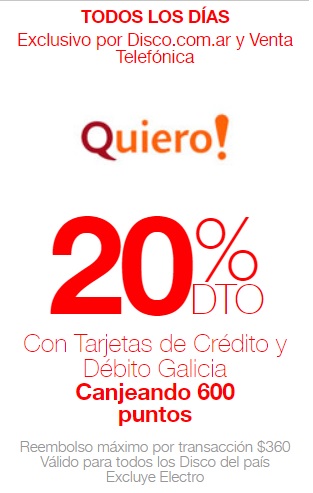 TODOS LOS DÍAS
Exclusivo por Disco.com.ar y Venta
Telefónica
Quiero!
20%
DTO
Con Tarjetas de Crédito y
Débito Galicia
Canjeando 600
puntos
Reembolso máximo por transacción $360
Válido para todos los Disco del país
Excluye Electro